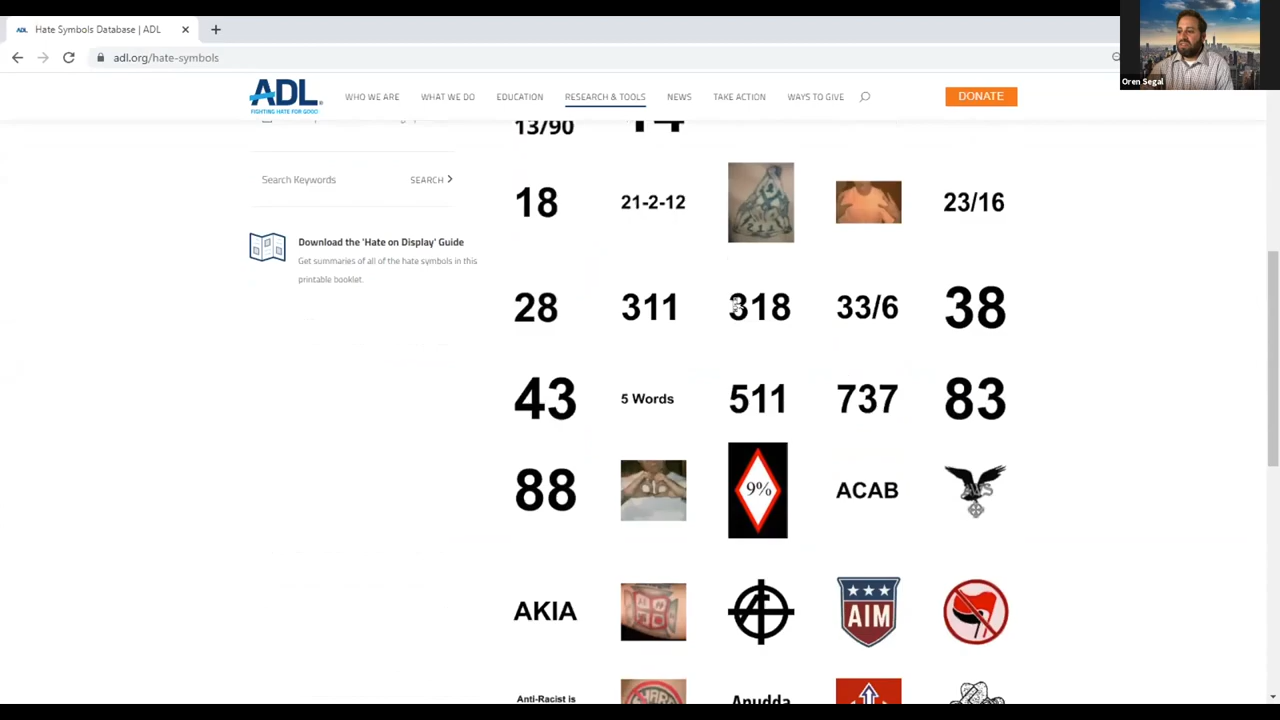 Hate Symbols Database | ADL
adl.org/hate-symbols
Oren Segal
ADL
FIGHTING HATE FOR GOOD
WHO WE ARE
WHAT WE DO
EDUCATION
RESEARCH & TOOLS
NEWS
TAKE ACTION
WAYS TO GIVE
DONATE
13/90
14
Search Keywords
SEARCH
18
21-2-12
23/16
Download the 'Hate on Display' Guide
Get summaries of all of the hate symbols in this
printable booklet.
28
311
318
33/6
38
43
5 Words
511
737
83
88
9%
ACAB
AKIA
AIM
Anti-Racist is
Anudda